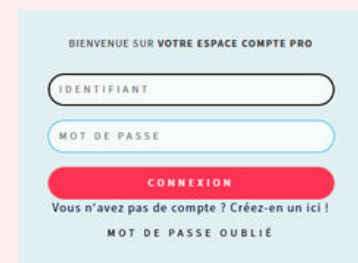 BIENVENUE SUR VOTRE ESPACE COMPTE PRO
IDENTIFIANT
MOT DE PASSE
CONNEXION
Vous n'avez pas de compte ? Créez-en un ici !
MOT DE PASSE OUBLIÉ